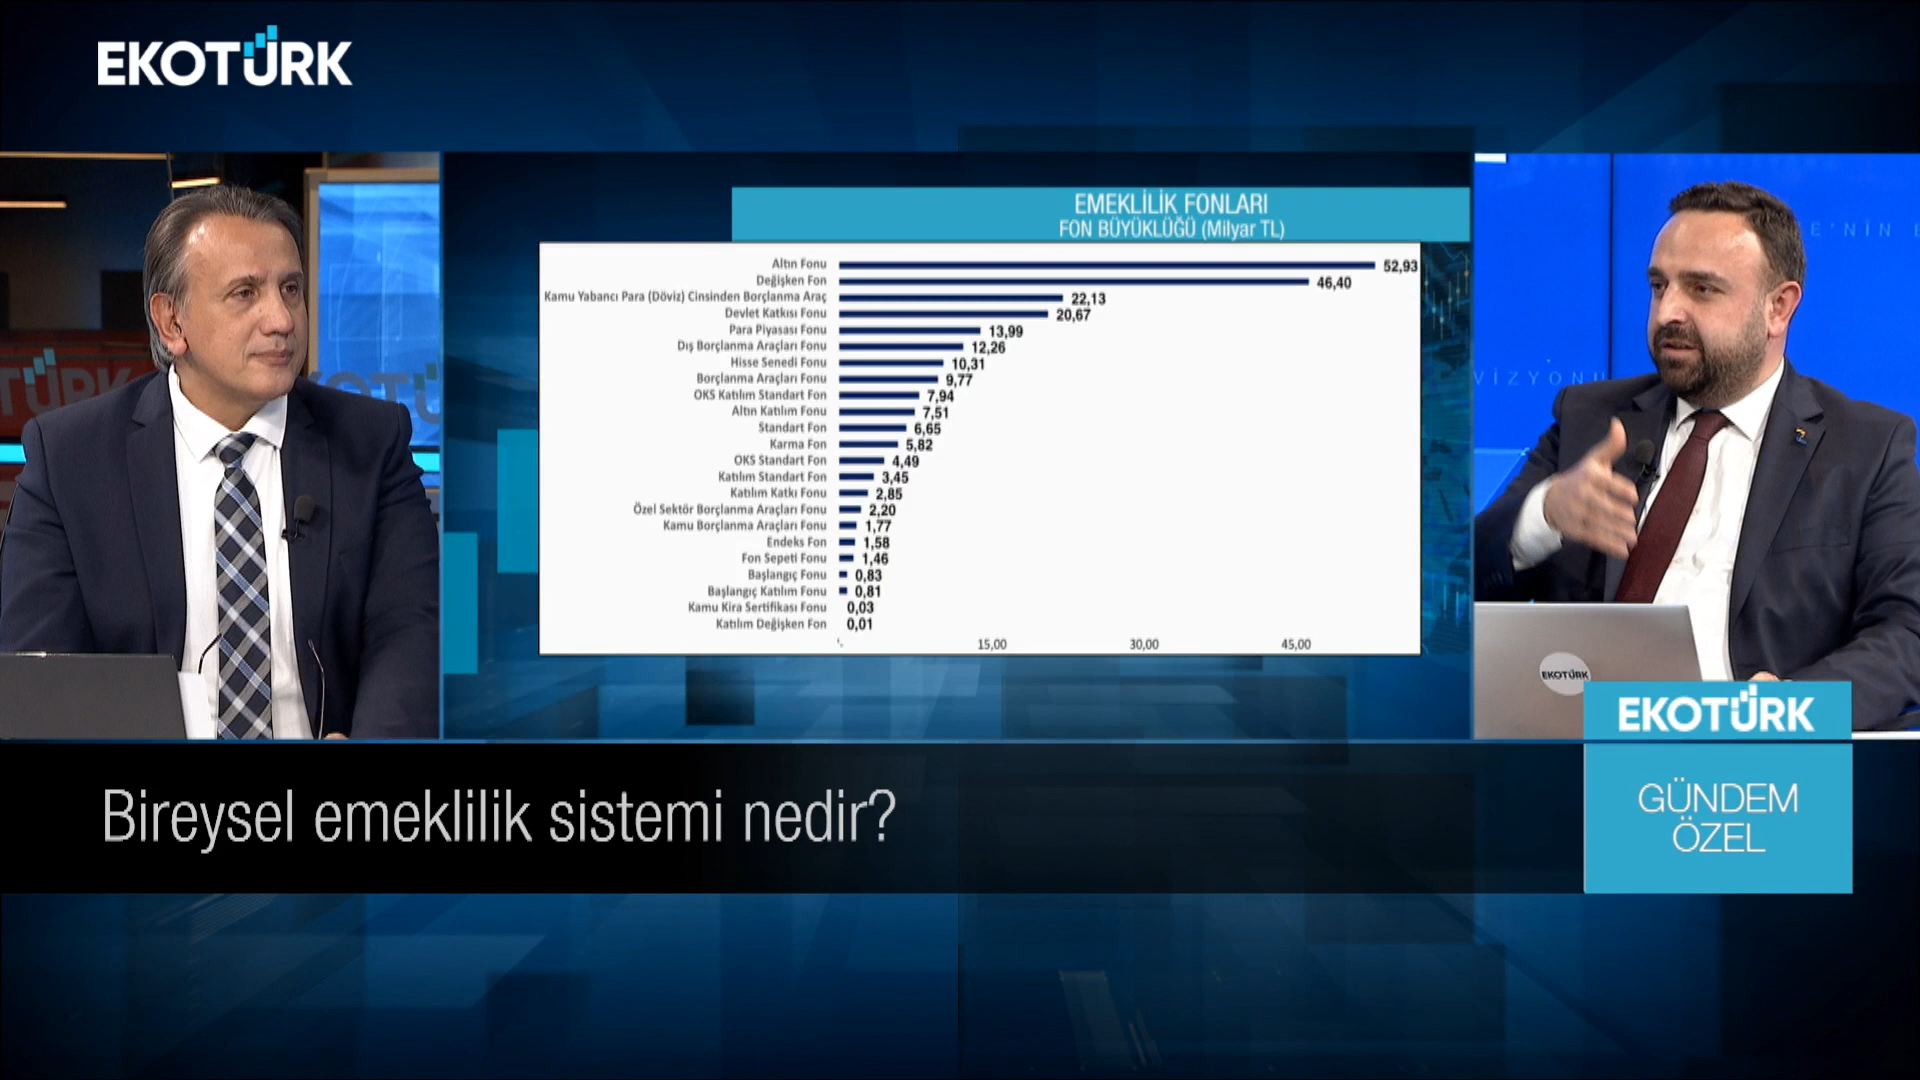 EKOTÜRK
EMEKLİLİK FONLARI
FON BÜYÜKLÜĞÜ (Milyar TL)
Altın Fonu 52,93
Değişken Fon 46,40
Kamu Yabancı Para (Döviz) Cinsinden Borçlanma Araç 22,13
Devlet Katkısı Fonu 20,67
Para Piyasası Fonu 13,99
Dış Borçlanma Araçları Fonu 12,26
Hisse Senedi Fonu 10,31
Borçlanma Araçları Fonu 9,77
OKS Katılım Standart Fon 7,94
Altın Katılım Fonu 7,51
Standart Fon 6,65
Karma Fon 5,82
OKS Standart Fon 4,49
Katılım Standart Fon 3,45
Katılım Katkı Fonu 2,85
Özel Sektör Borçlanma Araçları Fonu 2,20
Kamu Borçlanma Araçları Fonu 1,77
Endeks Fon 1,58
Fon Sepeti Fonu 1,46
Başlangıç Fonu 0,83
Başlangıç Katılım Fonu 0,81
Kamu Kira Sertifikası Fonu 0,03
Katılım Değişken Fon 0,01
15,00 30,00 45,00
E'NİN E
VİZYONU
TÜRK
EKOTÜRK
EKOTÜRK
GÜNDEM
ÖZEL
Bireysel emeklilik sistemi nedir?